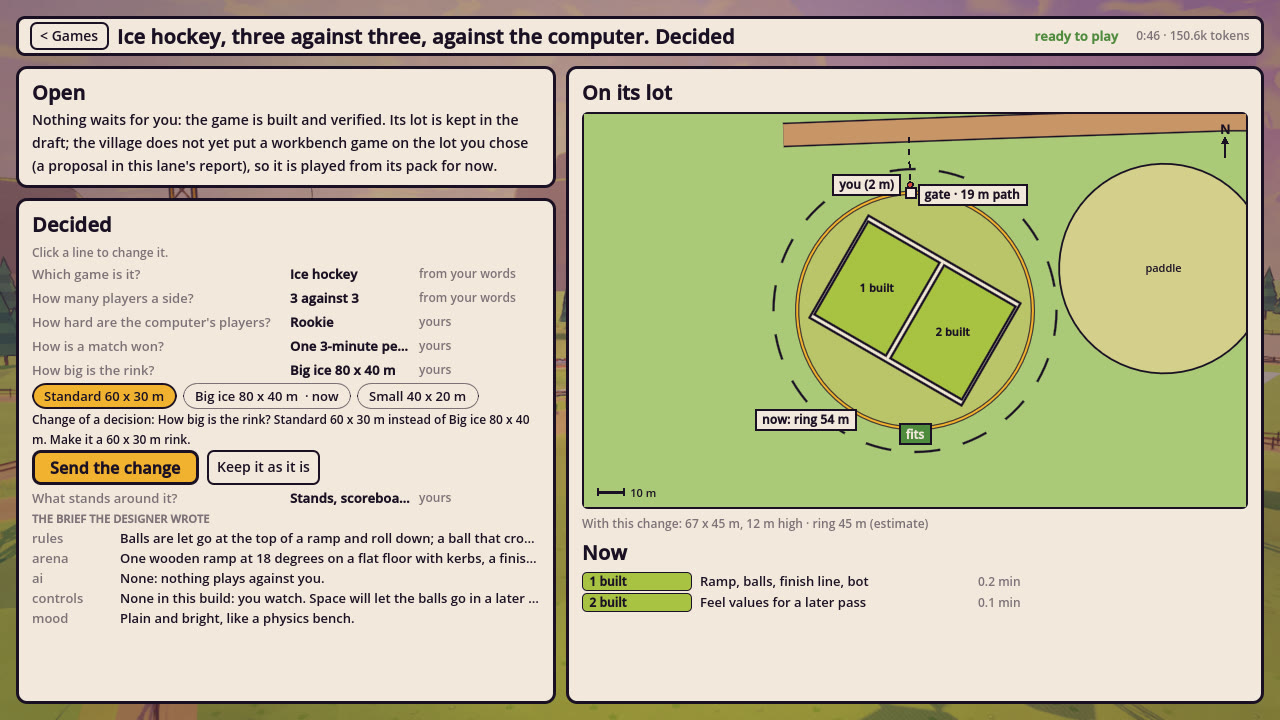 < Games
Ice hockey, three against three, against the computer. Decided
ready to play
0:46 · 150.6k tokens
Open
Nothing waits for you: the game is built and verified. Its lot is kept in the
draft; the village does not yet put a workbench game on the lot you chose
(a proposal in this lane's report), so it is played from its pack for now.
Decided
Click a line to change it.
Which game is it? Ice hockey from your words
How many players a side? 3 against 3 from your words
How hard are the computer's players? Rookie yours
How is a match won? One 3-minute pe... yours
How big is the rink? Big ice 80 x 40 m yours
Standard 60 x 30 m Big ice 80 x 40 m · now Small 40 x 20 m
Change of a decision: How big is the rink? Standard 60 x 30 m instead of Big ice 80 x 40
m. Make it a 60 x 30 m rink.
Send the change Keep it as it is
What stands around it? Stands, scoreboa... yours
THE BRIEF THE DESIGNER WROTE
rules Balls are let go at the top of a ramp and roll down; a ball that cro...
arena One wooden ramp at 18 degrees on a flat floor with kerbs, a finis...
ai None: nothing plays against you.
controls None in this build: you watch. Space will let the balls go in a later ...
mood Plain and bright, like a physics bench.
On its lot
N
you (2 m)
gate · 19 m path
paddle
1 built
2 built
now: ring 54 m
fits
10 m
With this change: 67 x 45 m, 12 m high · ring 45 m (estimate)
Now
1 built Ramp, balls, finish line, bot 0.2 min
2 built Feel values for a later pass 0.1 min